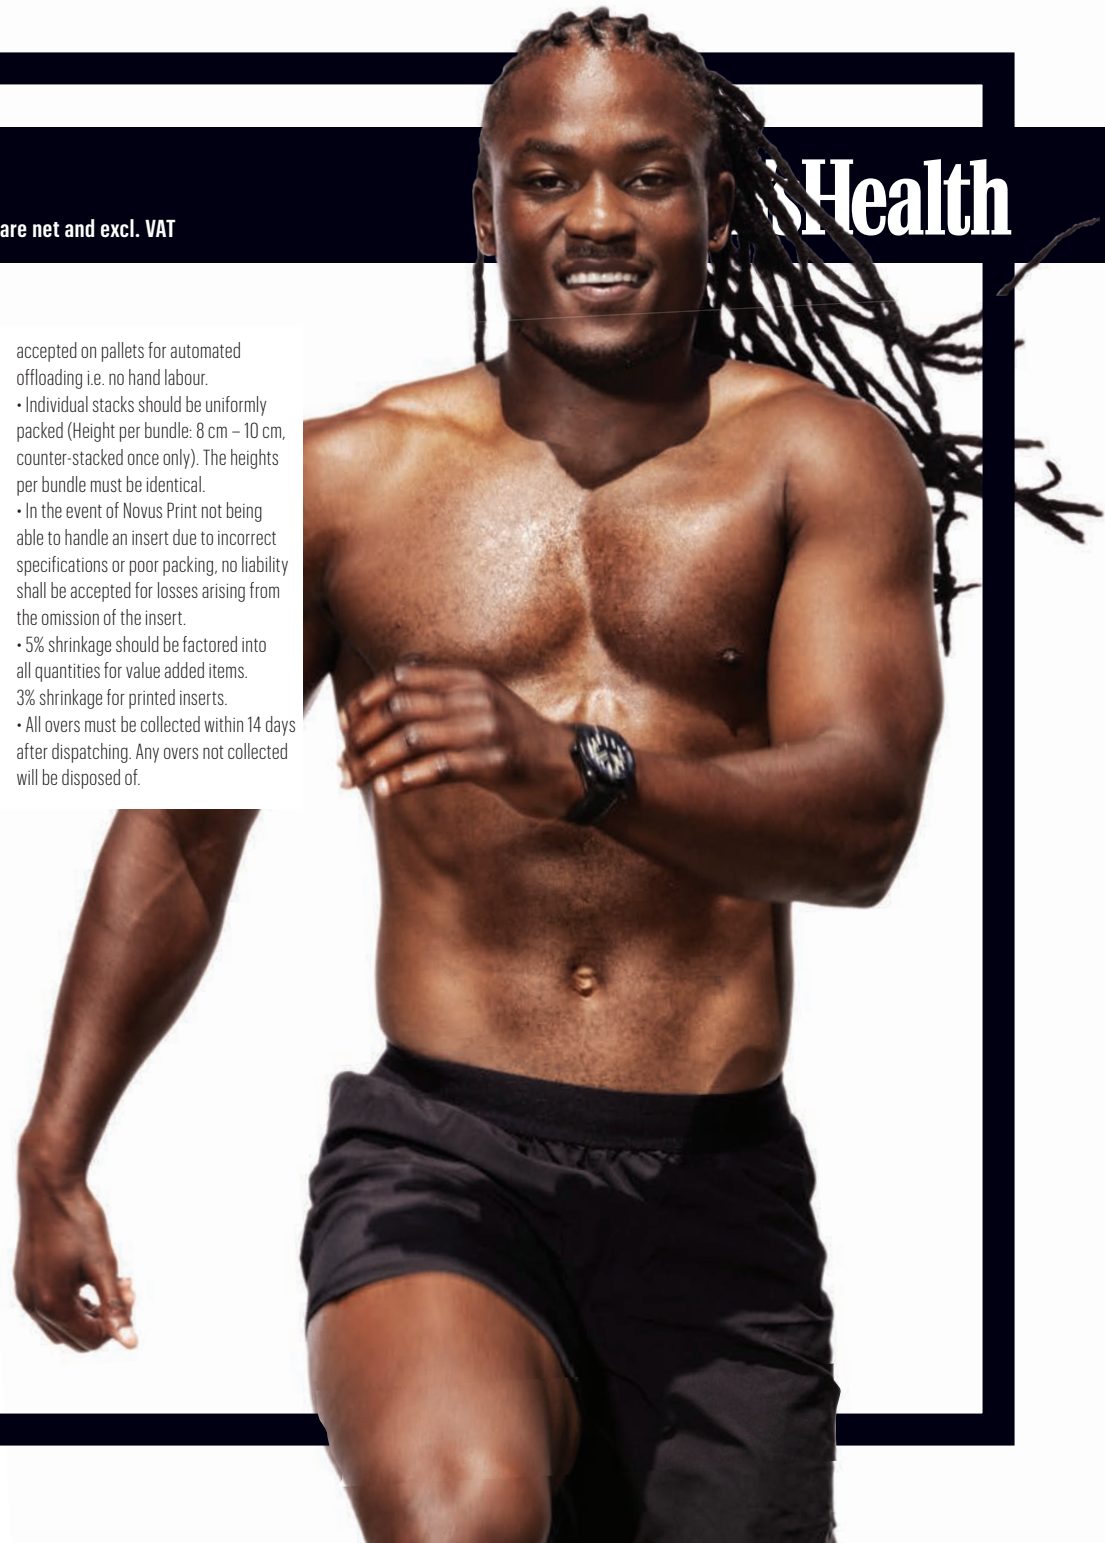 are net and excl. VAT
sHealth
accepted on pallets for automated
offloading i.e. no hand labour.
• Individual stacks should be uniformly
packed (Height per bundle: 8 cm – 10 cm,
counter-stacked once only). The heights
per bundle must be identical.
• In the event of Novus Print not being
able to handle an insert due to incorrect
specifications or poor packing, no liability
shall be accepted for losses arising from
the omission of the insert.
• 5% shrinkage should be factored into
all quantities for value added items.
3% shrinkage for printed inserts.
• All overs must be collected within 14 days
after dispatching. Any overs not collected
will be disposed of.